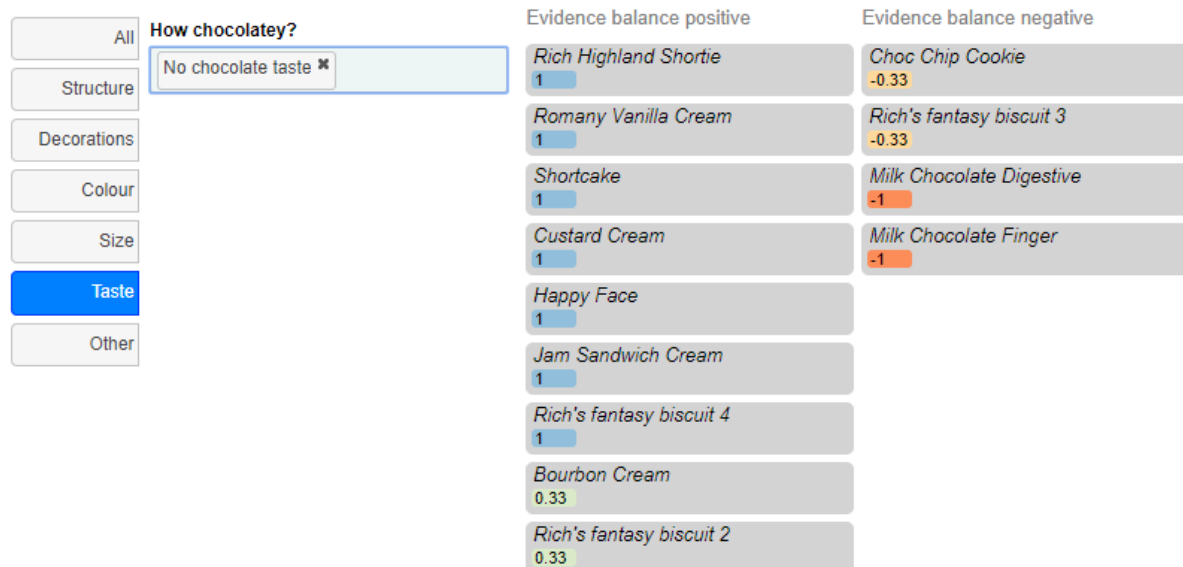 All
Structure
Decorations
Colour
Size
Taste
Other
How chocolatey?
No chocolate taste ✖
Evidence balance positive
Rich Highland Shortie
1
Romany Vanilla Cream
1
Shortcake
1
Custard Cream
1
Happy Face
1
Jam Sandwich Cream
1
Rich's fantasy biscuit 4
1
Bourbon Cream
0.33
Rich's fantasy biscuit 2
0.33
Evidence balance negative
Choc Chip Cookie
-0.33
Rich's fantasy biscuit 3
-0.33
Milk Chocolate Digestive
-1
Milk Chocolate Finger
-1